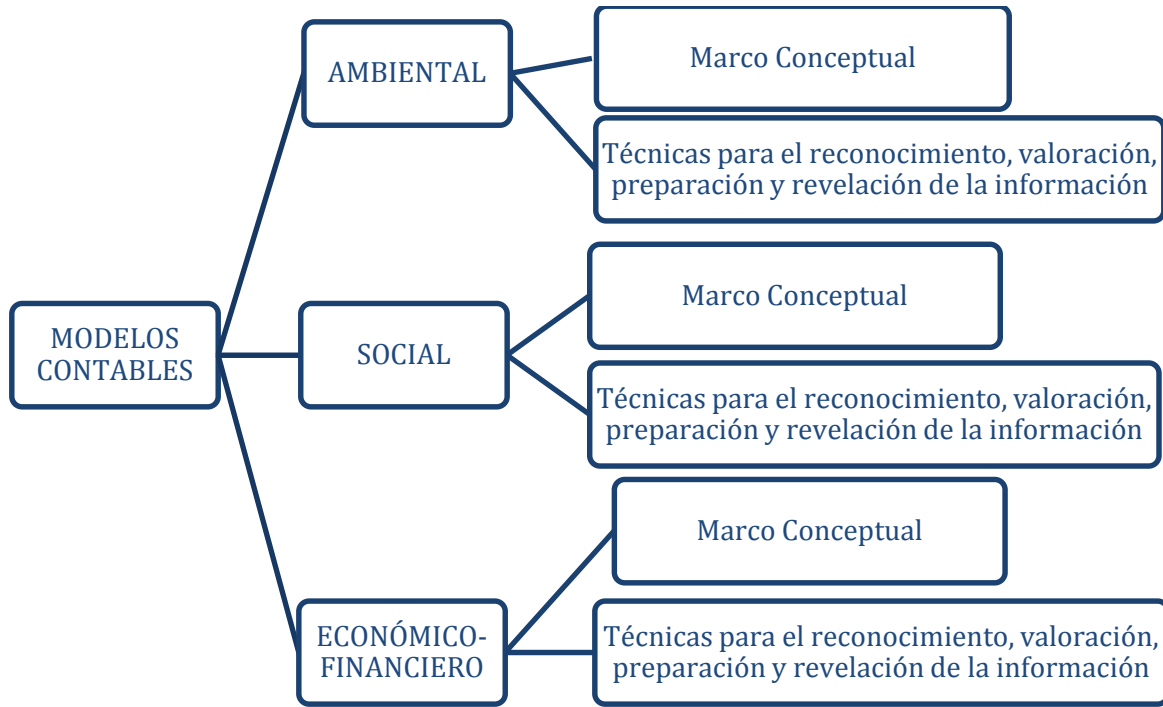 AMBIENTAL
Marco Conceptual
Técnicas para el reconocimiento, valoración,
preparación y revelación de la información
MODELOS
CONTABLES
SOCIAL
Marco Conceptual
Técnicas para el reconocimiento, valoración,
preparación y revelación de la información
ECONÓMICO-
FINANCIERO
Marco Conceptual
Técnicas para el reconocimiento, valoración,
preparación y revelación de la información